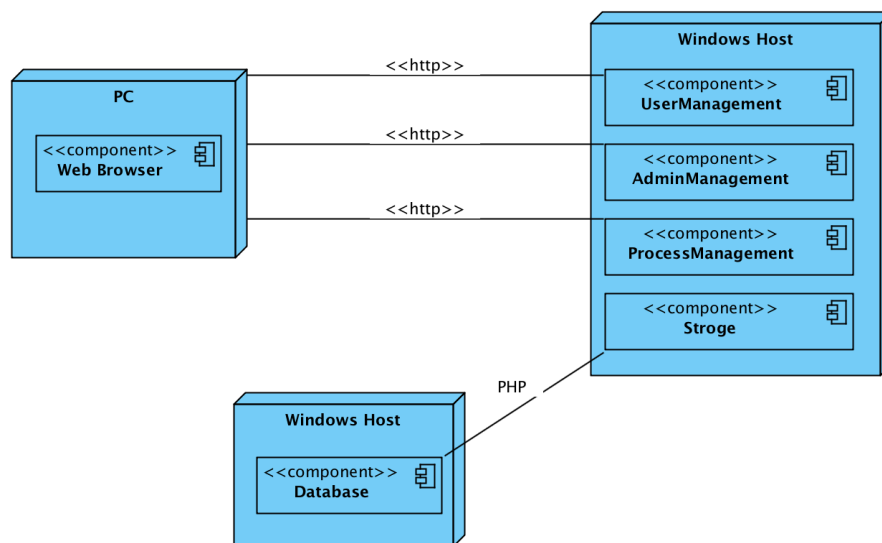 PC
<<component>>
Web Browser
<<http>>
<<http>>
<<http>>
Windows Host
<<component>>
UserManagement
<<component>>
AdminManagement
<<component>>
ProcessManagement
<<component>>
Stroge
PHP
Windows Host
<<component>>
Database